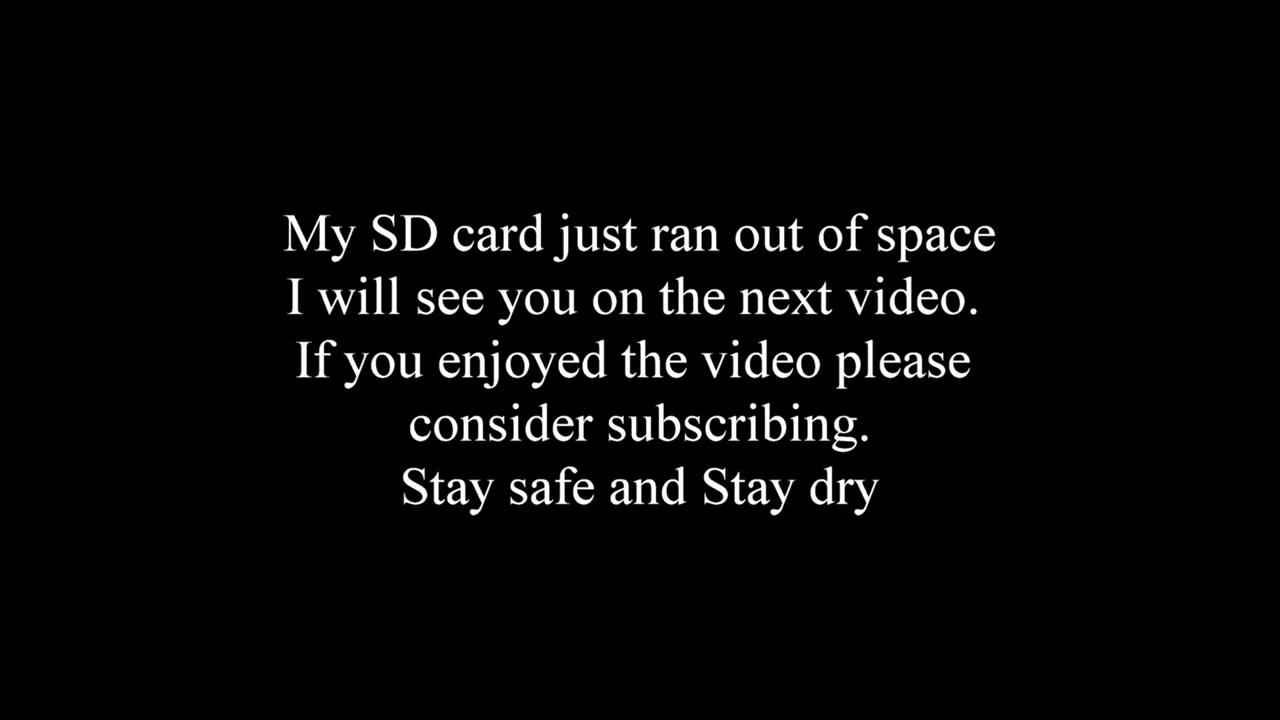 My SD card just ran out of space
I will see you on the next video.
If you enjoyed the video please
consider subscribing.
Stay safe and Stay dry